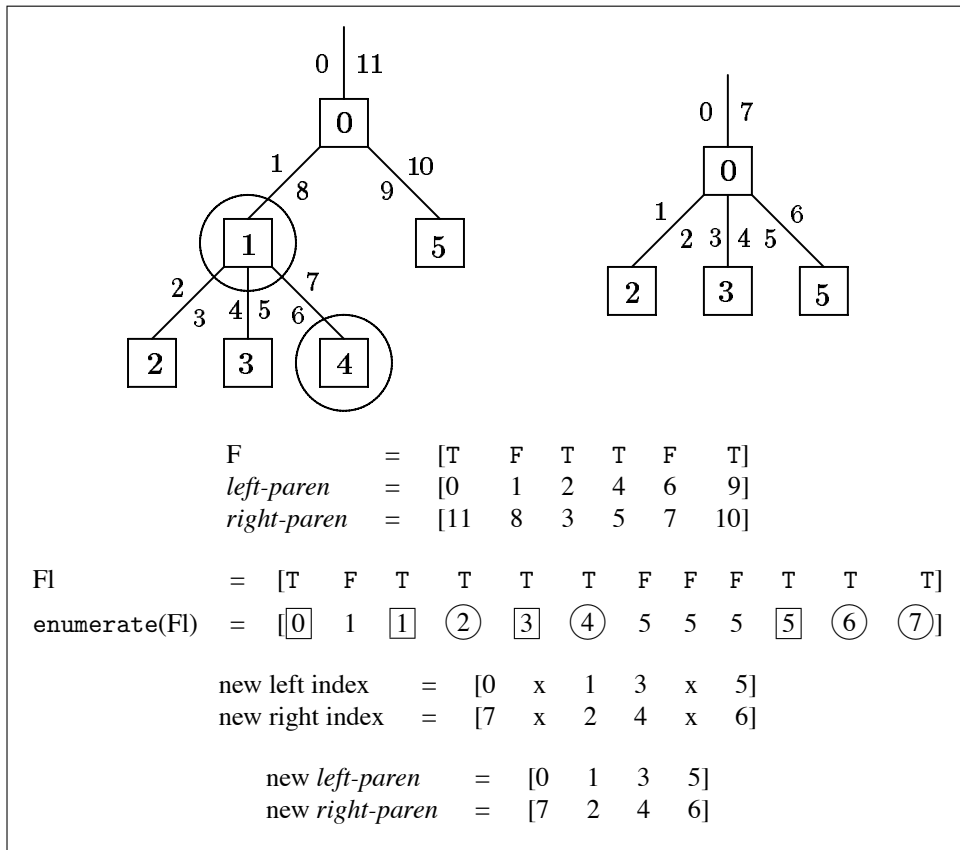 0 11
0
1 8 10 9
1 5
2 3 4 5 7 6
2 3 4
0 7
0
1 2 3 4 5 6
2 3 5
F = [T F T T F T]
left-paren = [0 1 2 4 6 9]
right-paren = [11 8 3 5 7 10]
Fl = [T F T T T T F F F T T T]
enumerate(Fl) = [0 1 1 2 3 4 5 5 5 5 6 7]
new left index = [0 x 1 3 x 5]
new right index = [7 x 2 4 x 6]
new left-paren = [0 1 3 5]
new right-paren = [7 2 4 6]